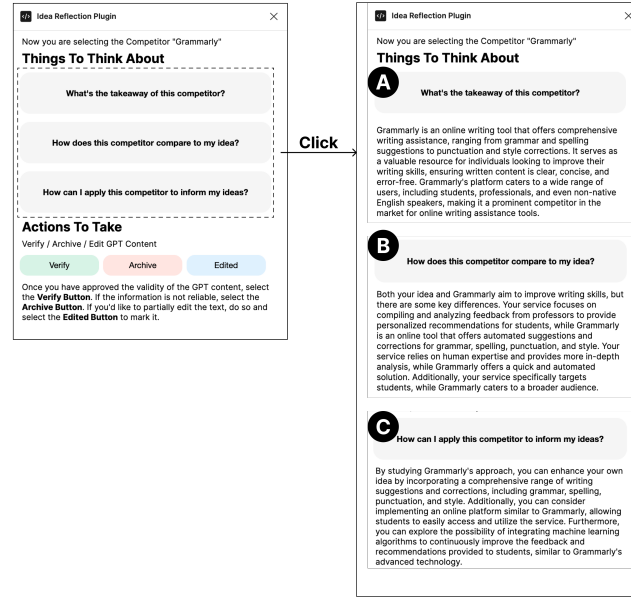 Idea Reflection Plugin
Now you are selecting the Competitor "Grammarly"
Things To Think About
What's the takeaway of this competitor?
How does this competitor compare to my idea?
How can I apply this competitor to inform my ideas?
Actions To Take
Verify / Archive / Edit GPT Content
Verify
Archive
Edited
Once you have approved the validity of the GPT content, select
the Verify Button. If the information is not reliable, select the
Archive Button. If you'd like to partially edit the text, do so and
select the Edited Button to mark it.
Click
Idea Reflection Plugin
Now you are selecting the Competitor "Grammarly"
Things To Think About
A
What's the takeaway of this competitor?
Grammarly is an online writing tool that offers comprehensive
writing assistance, ranging from grammar and spelling
suggestions to punctuation and style corrections. It serves as
a valuable resource for individuals looking to improve their
writing skills, ensuring written content is clear, concise, and
error-free. Grammarly's platform caters to a wide range of
users, including students, professionals, and even non-native
English speakers, making it a prominent competitor in the
market for online writing assistance tools.
B
How does this competitor compare to my idea?
Both your idea and Grammarly aim to improve writing skills, but
there are some key differences. Your service focuses on
compiling and analyzing feedback from professors to provide
personalized recommendations for students, while Grammarly
is an online tool that offers automated suggestions and
corrections for grammar, spelling, punctuation, and style. Your
service relies on human expertise and provides more in-depth
analysis, while Grammarly offers a quick and automated
solution. Additionally, your service specifically targets
students, while Grammarly caters to a broader audience.
C
How can I apply this competitor to inform my ideas?
By studying Grammarly's approach, you can enhance your own
idea by incorporating a comprehensive range of writing
suggestions and corrections, including grammar, spelling,
punctuation, and style. Additionally, you can consider
implementing an online platform similar to Grammarly, allowing
students to easily access and utilize the service. Furthermore,
you can explore the possibility of integrating machine learning
algorithms to continuously improve the feedback and
recommendations provided to students, similar to Grammarly's
advanced technology.